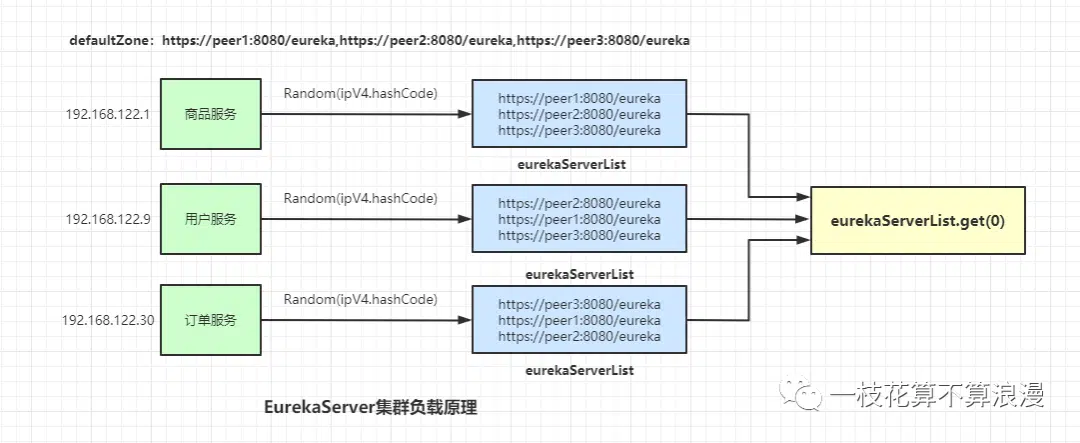 defaultZone：https://peer1:8080/eureka,https://peer2:8080/eureka,https://peer3:8080/eureka
192.168.122.1
商品服务
Random(ipV4.hashCode)
https://peer1:8080/eureka
https://peer2:8080/eureka
https://peer3:8080/eureka
eurekaServerList
192.168.122.9
用户服务
Random(ipV4.hashCode)
https://peer2:8080/eureka
https://peer1:8080/eureka
https://peer3:8080/eureka
eurekaServerList
eurekaServerList.get(0)
192.168.122.30
订单服务
Random(ipV4.hashCode)
https://peer3:8080/eureka
https://peer1:8080/eureka
https://peer2:8080/eureka
eurekaServerList
EurekaServer集群负载原理
一枝花算不算浪漫